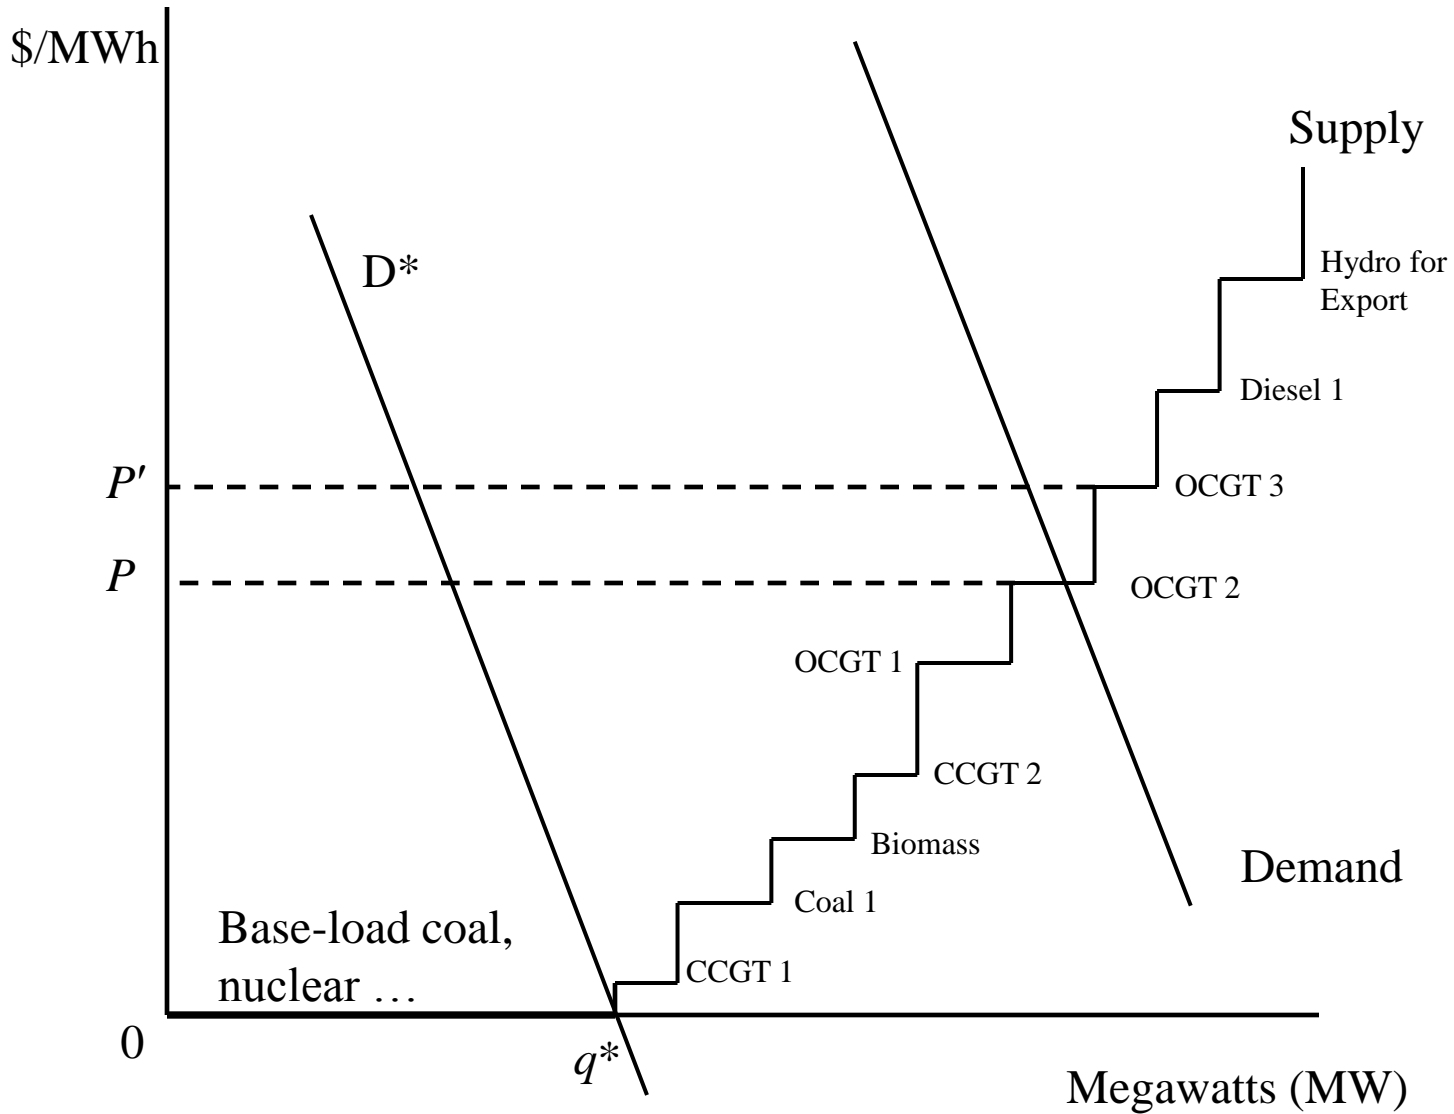 $/MWh
Supply
D*
Hydro for
Export
Diesel 1
P′
OCGT 3
P
OCGT 2
OCGT 1
CCGT 2
Biomass
Demand
Coal 1
Base-load coal,
nuclear …
CCGT 1
0
q*
Megawatts (MW)